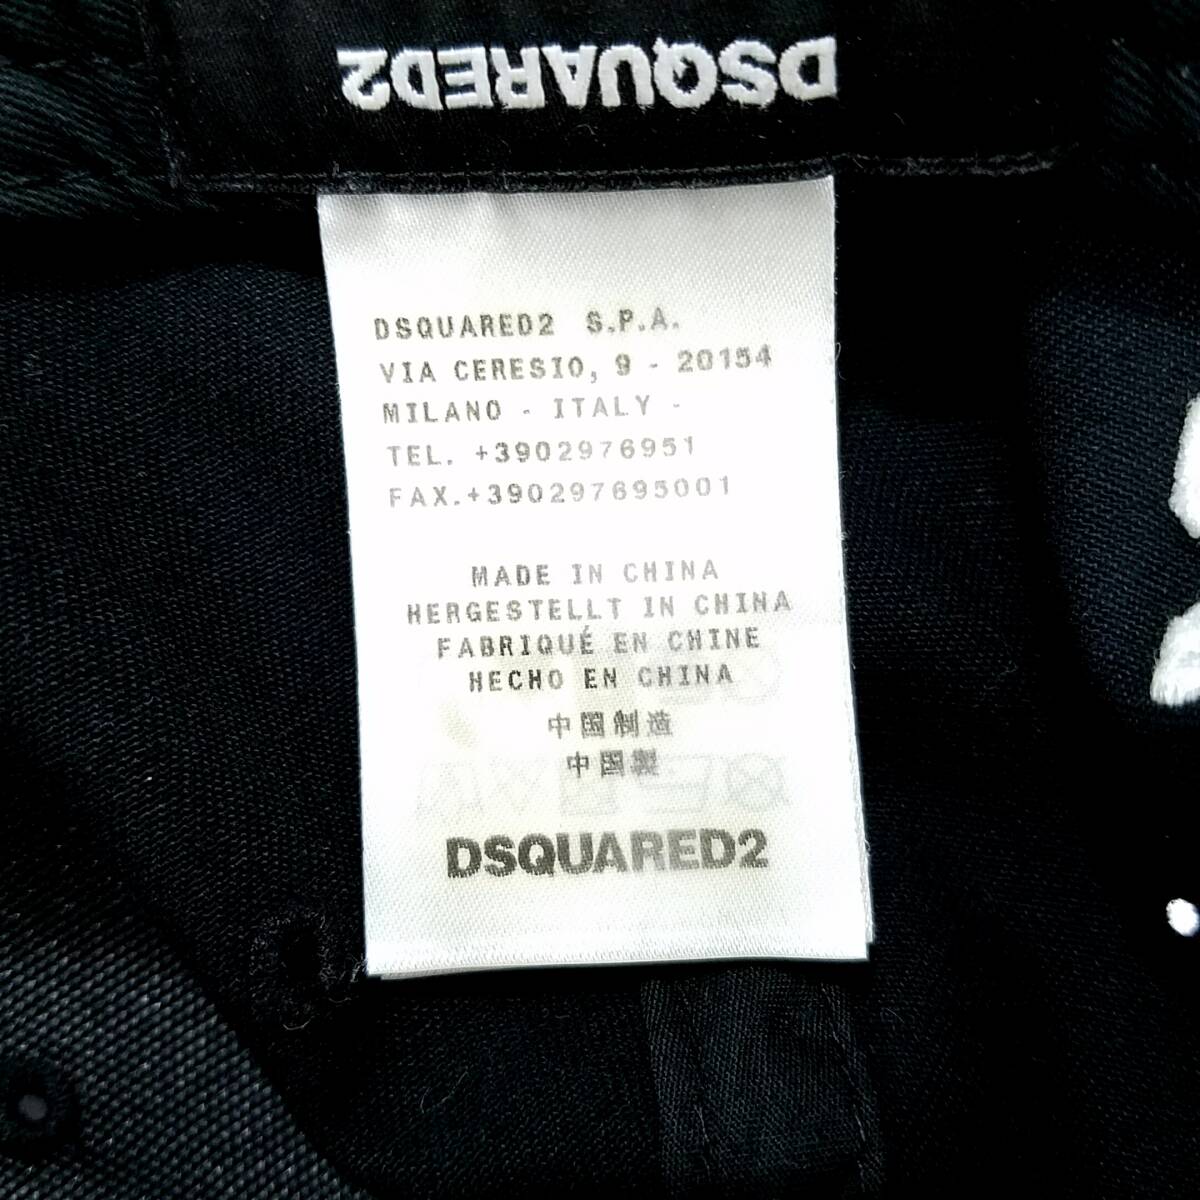 DSQUARED2
DSQUARED2 S.P.A.
VIA CERESIO, 9 - 20154
MILANO - ITALY -
TEL. +3902976951
FAX.+390297695001
MADE IN CHINA
HERGESTELLT IN CHINA
FABRIQUÉ EN CHINE
HECHO EN CHINA
中国制造
中国製
DSQUARED2